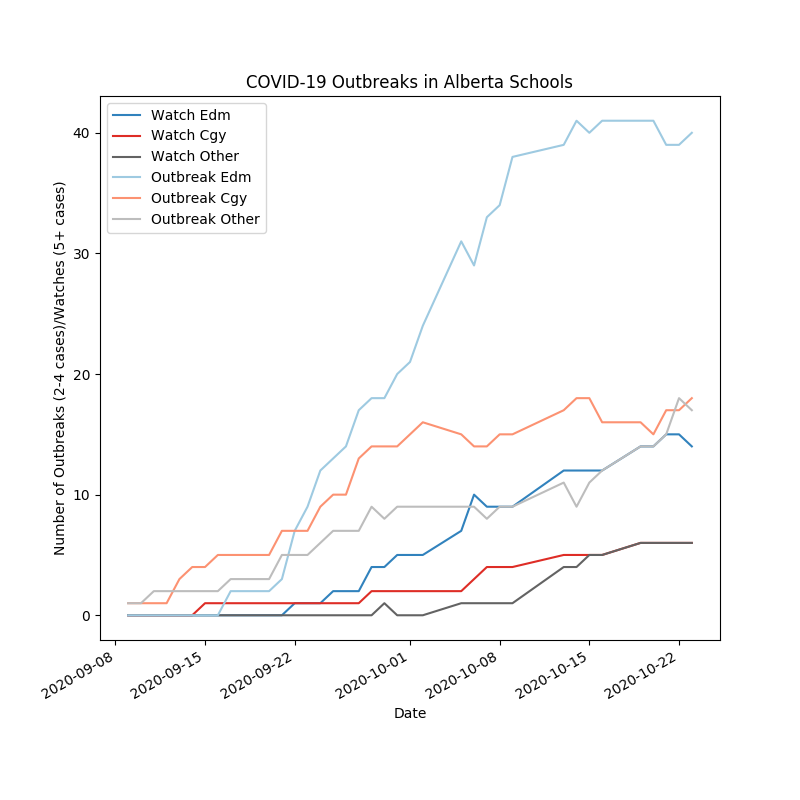 COVID-19 Outbreaks in Alberta Schools
Watch Edm
Watch Cgy
Watch Other
Outbreak Edm
Outbreak Cgy
Outbreak Other
Number of Outbreaks (2-4 cases)/Watches (5+ cases)
40
30
20
10
0
2020-09-08
2020-09-15
2020-09-22
2020-10-01
2020-10-08
2020-10-15
2020-10-22
Date